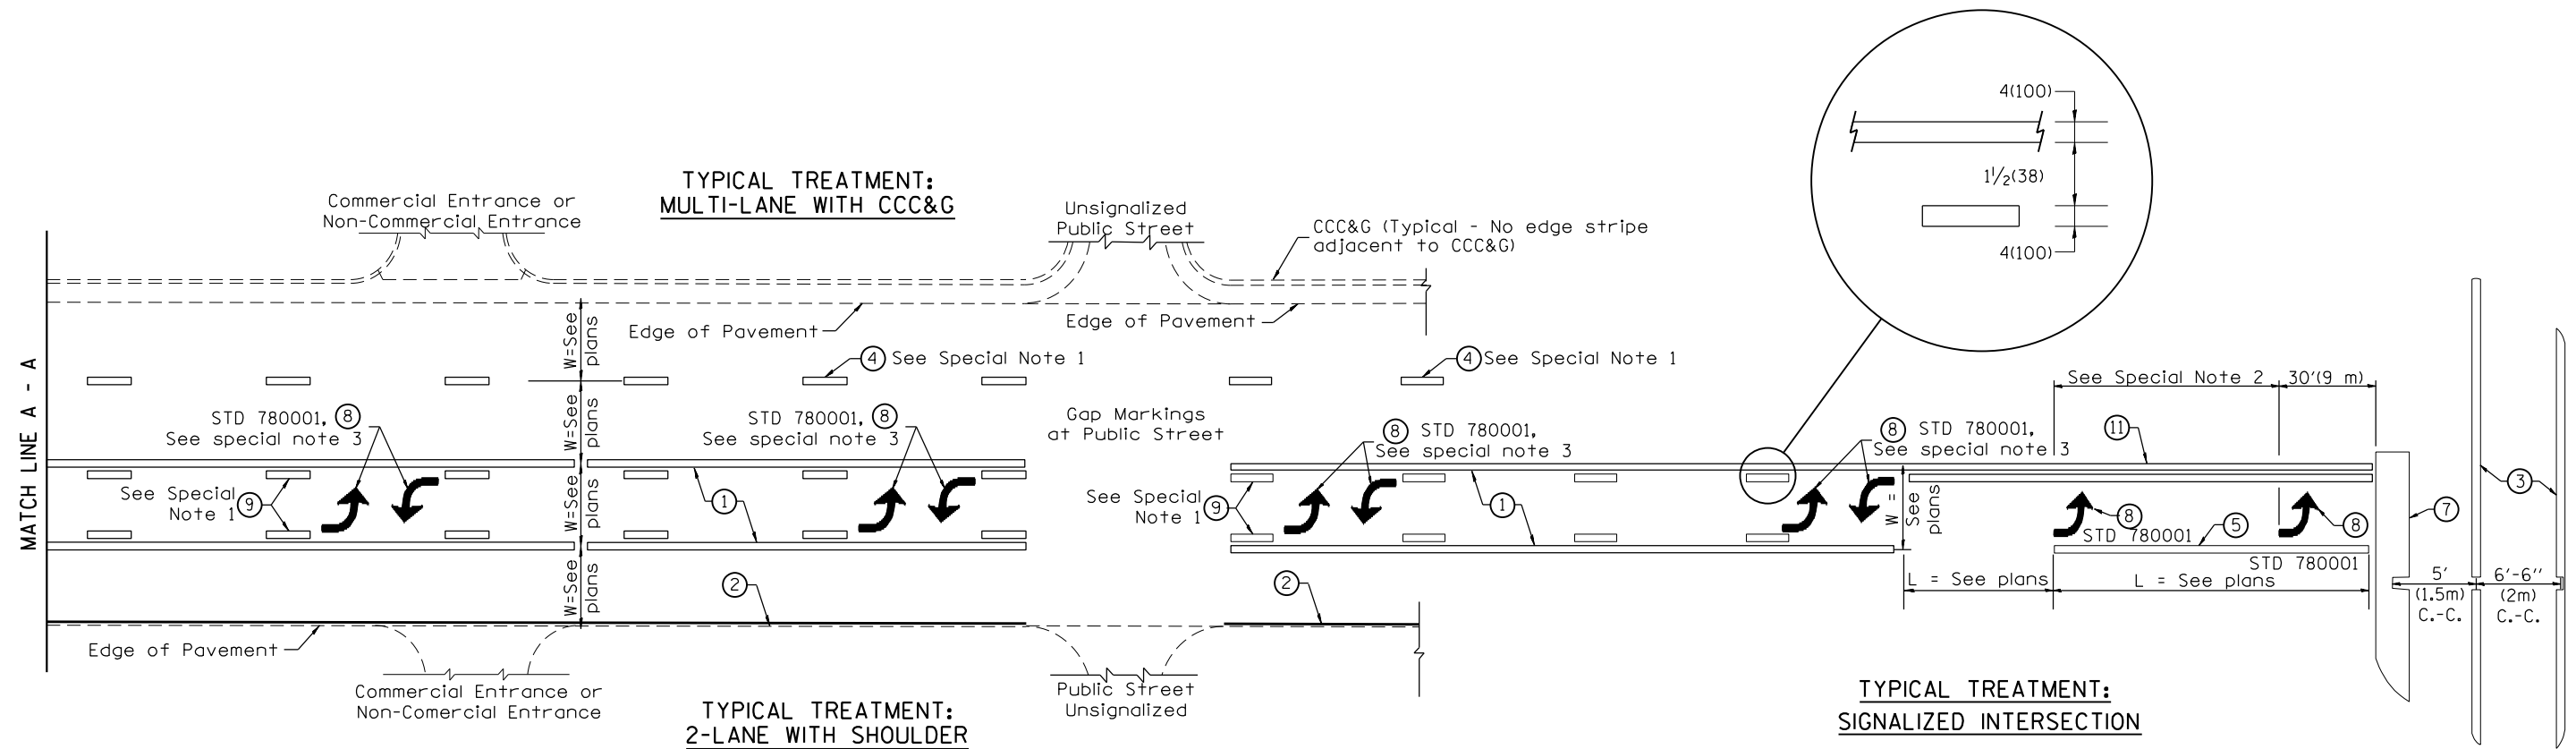 TYPICAL TREATMENT:
MULTI-LANE WITH CCC&G
Commercial Entrance or
Non-Commercial Entrance
Unsignalized
Public Street
CCC&G (Typical - No edge stripe
adjacent to CCC&G)
4(100)
1 1/2(38)
4(100)
Edge of Pavement
Edge of Pavement
MATCH LINE A - A
W=See
plans
W=See
plans
W=See
plans
W=See
plans
4 See Special Note 1
4 See Special Note 1
STD 780001, 8
See special note 3
STD 780001, 8
See special note 3
Gap Markings
at Public Street
8 STD 780001,
See special note 3
8 STD 780001,
See special note 3
See Special Note 2
30'(9 m)
11
See Special
Note 1
9
1
1
See Special
Note 1
9
1
W =
See
plans
8
STD 780001
5
8
STD 780001
7
3
2
2
L = See plans
L = See plans
5'
(1.5m)
C.-C.
6'-6''
(2m)
C.-C.
Edge of Pavement
Commercial Entrance or
Non-Comercial Entrance
Public Street
Unsignalized
TYPICAL TREATMENT:
2-LANE WITH SHOULDER
TYPICAL TREATMENT:
SIGNALIZED INTERSECTION